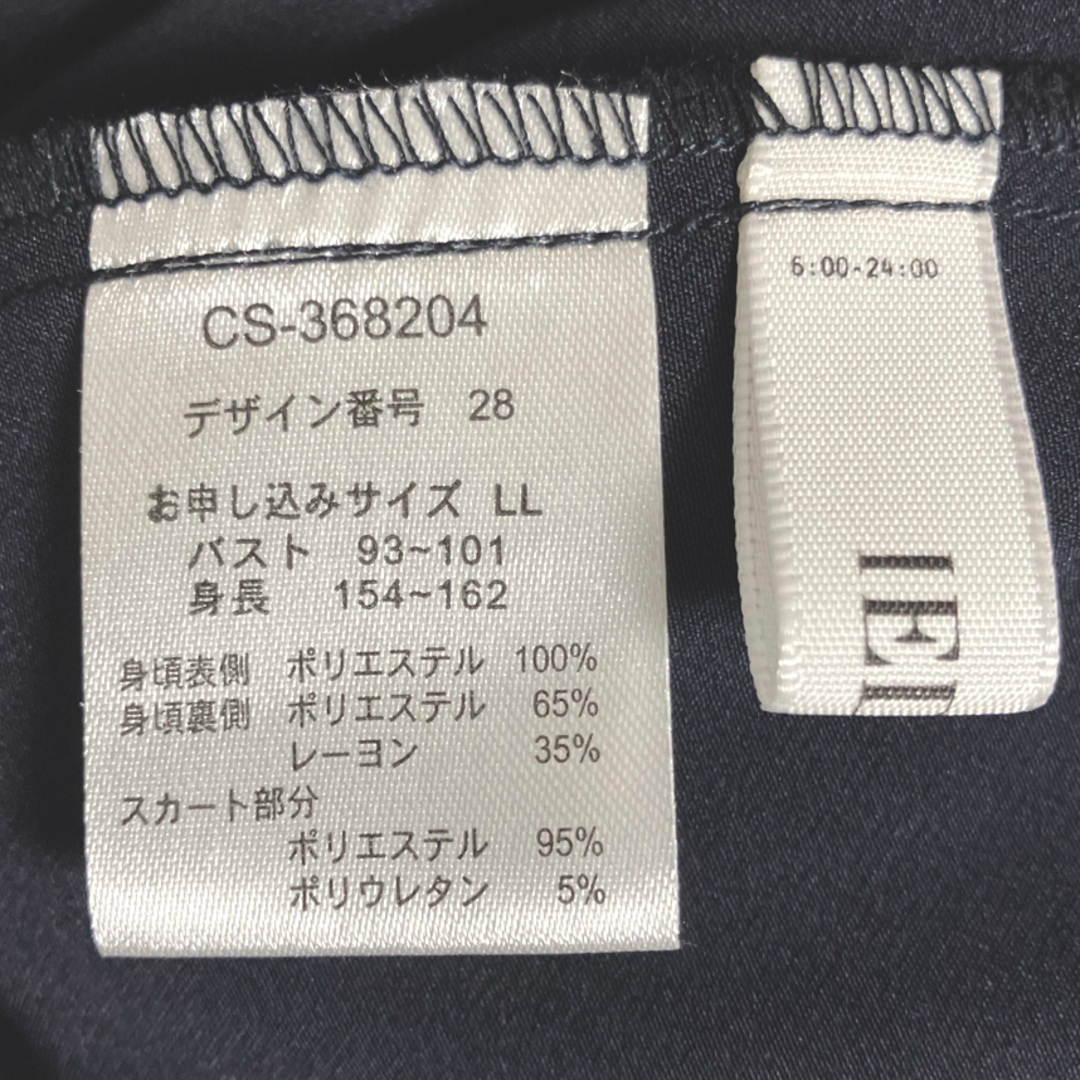 CS-368204
デザイン番号 28
お申し込みサイズ LL
バスト 93~101
身長 154~162
身頃表側 ポリエステル 100%
身頃裏側 ポリエステル 65%
レーヨン 35%
スカート部分
ポリエステル 95%
ポリウレタン 5%
6:00-24:00